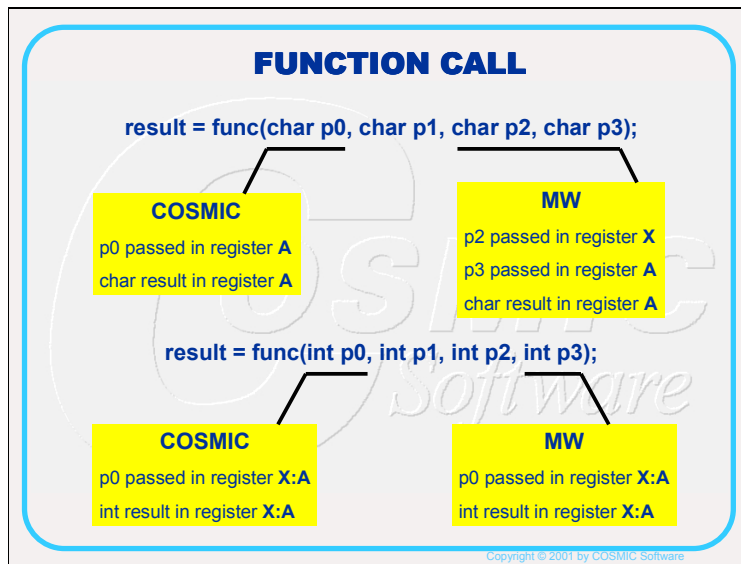 FUNCTION CALL
result = func(char p0, char p1, char p2, char p3);
COSMIC
p0 passed in register A
char result in register A
MW
p2 passed in register X
p3 passed in register A
char result in register A
COSMIC
Software
result = func(int p0, int p1, int p2, int p3);
COSMIC
p0 passed in register X:A
int result in register X:A
MW
p0 passed in register X:A
int result in register X:A
Copyright © 2001 by COSMIC Software